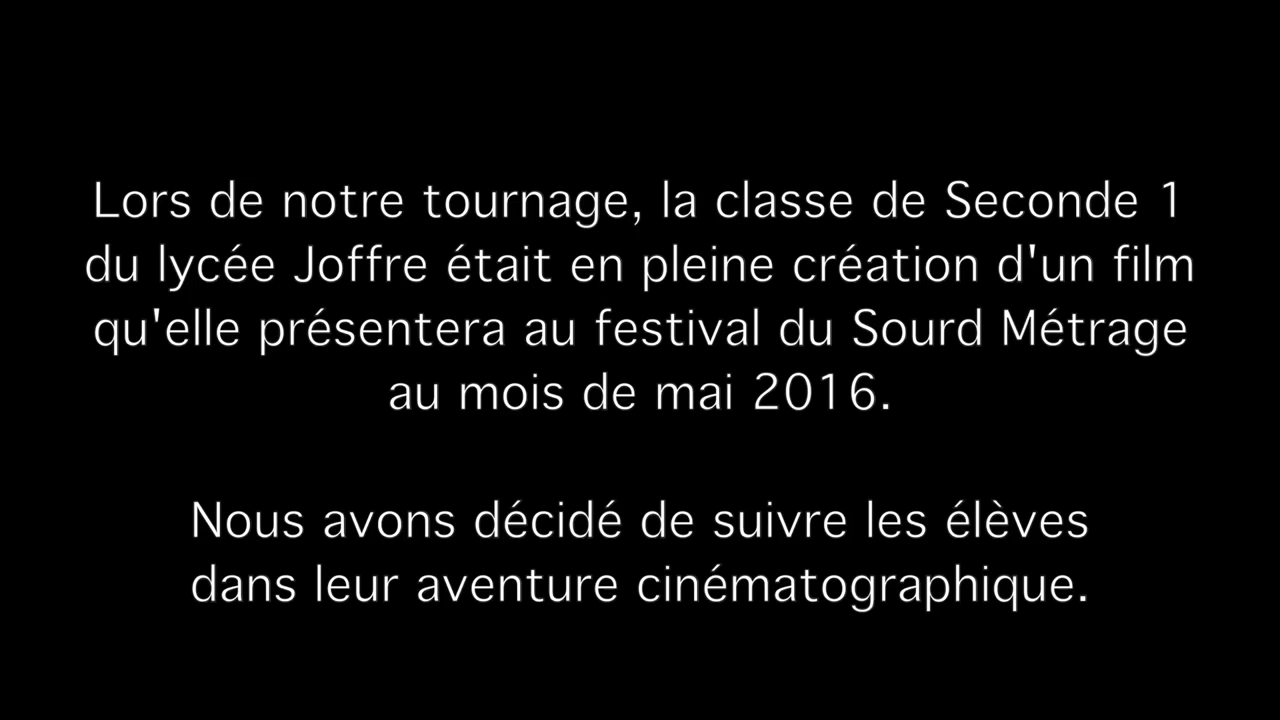 Lors de notre tournage, la classe de Seconde 1
du lycée Joffre était en pleine création d'un film
qu'elle présentera au festival du Sourd Métrage
au mois de mai 2016.
Nous avons décidé de suivre les élèves
dans leur aventure cinématographique.